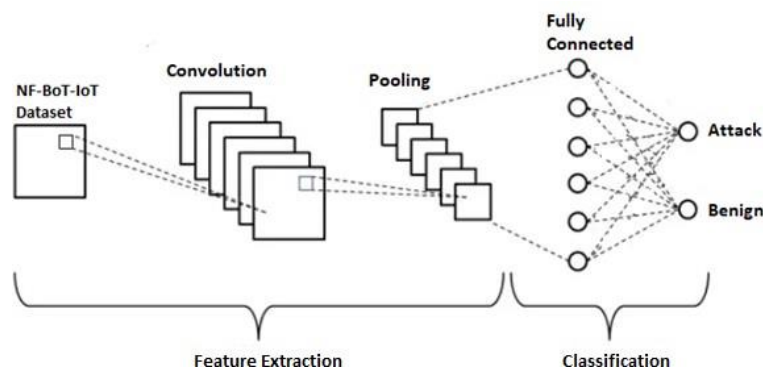 Fully
Connected
Convolution
Pooling
NF-BoT-IoT
Dataset
Attack
Benign
Feature Extraction
Classification